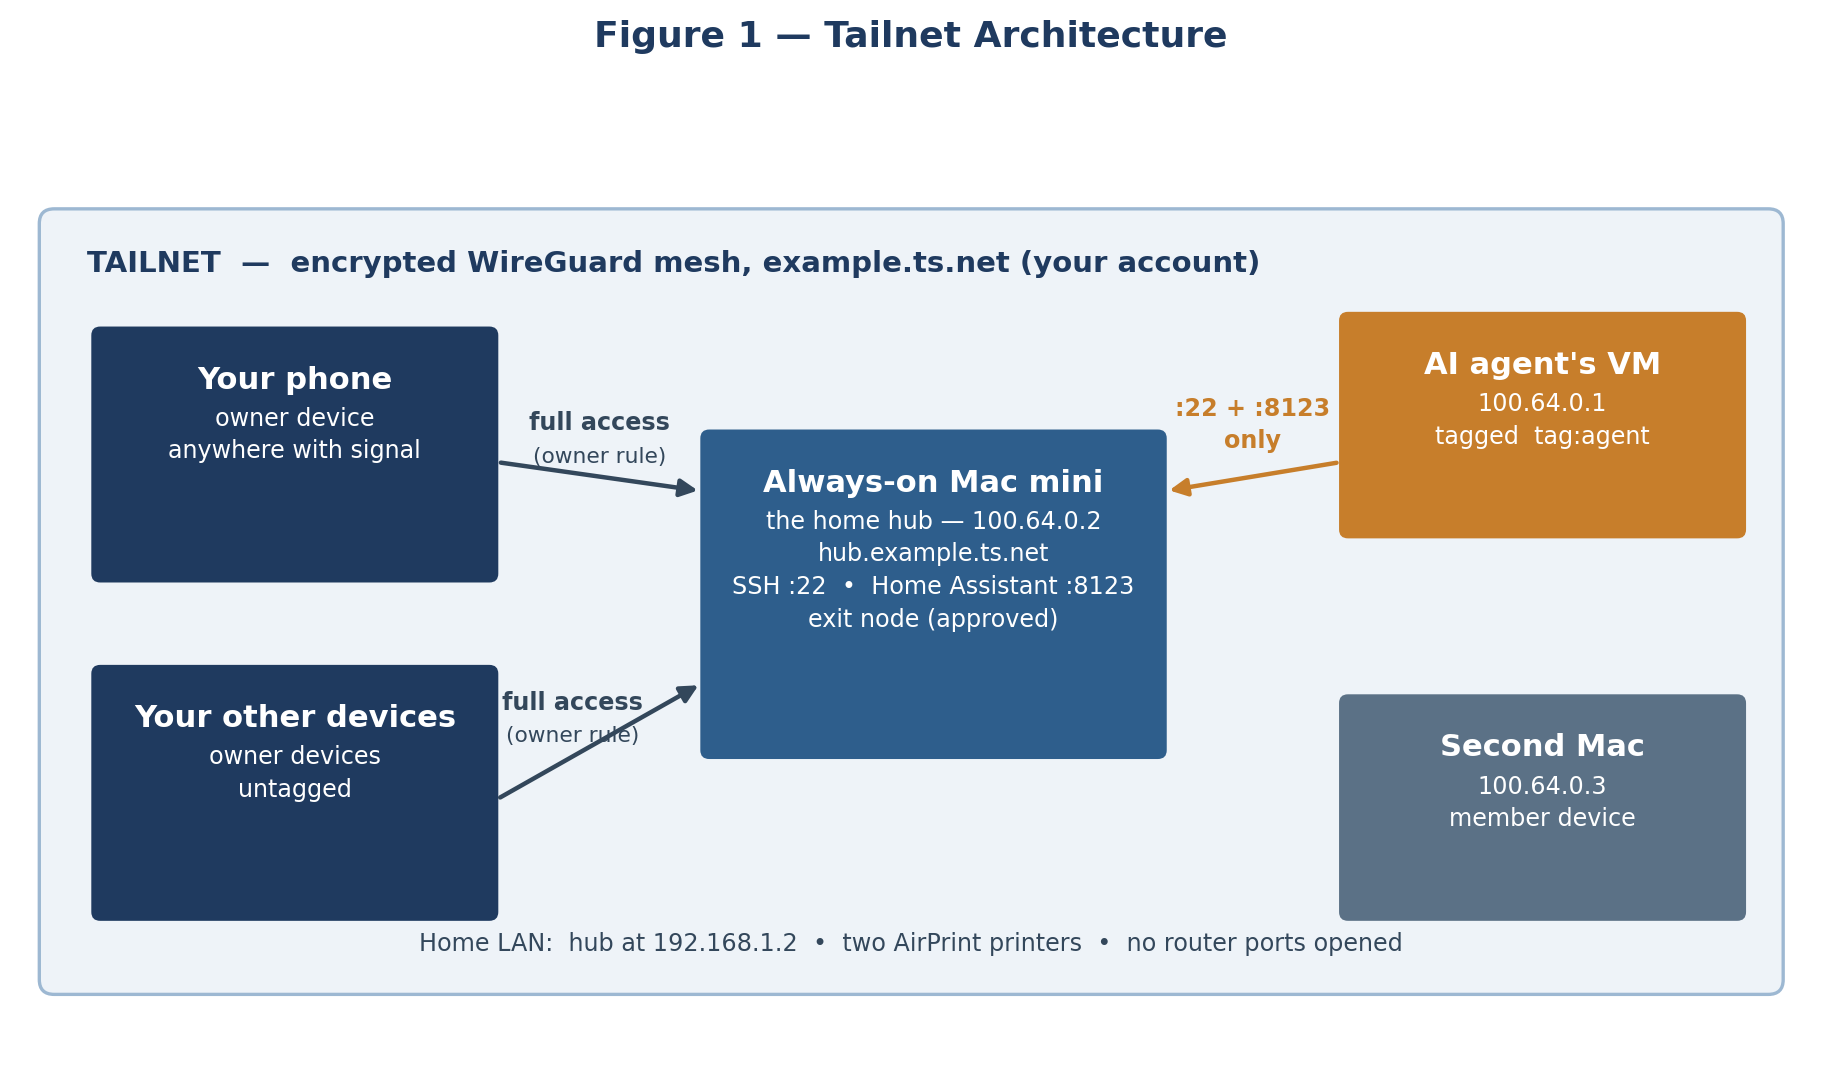 Figure 1 — Tailnet Architecture
TAILNET — encrypted WireGuard mesh, example.ts.net (your account)
Your phone
owner device
anywhere with signal
full access
(owner rule)
Always-on Mac mini
the home hub — 100.64.0.2
hub.example.ts.net
SSH :22 • Home Assistant :8123
exit node (approved)
:22 + :8123
only
AI agent's VM
100.64.0.1
tagged tag:agent
Your other devices
owner devices
untagged
full access
(owner rule)
Second Mac
100.64.0.3
member device
Home LAN: hub at 192.168.1.2 • two AirPrint printers • no router ports opened